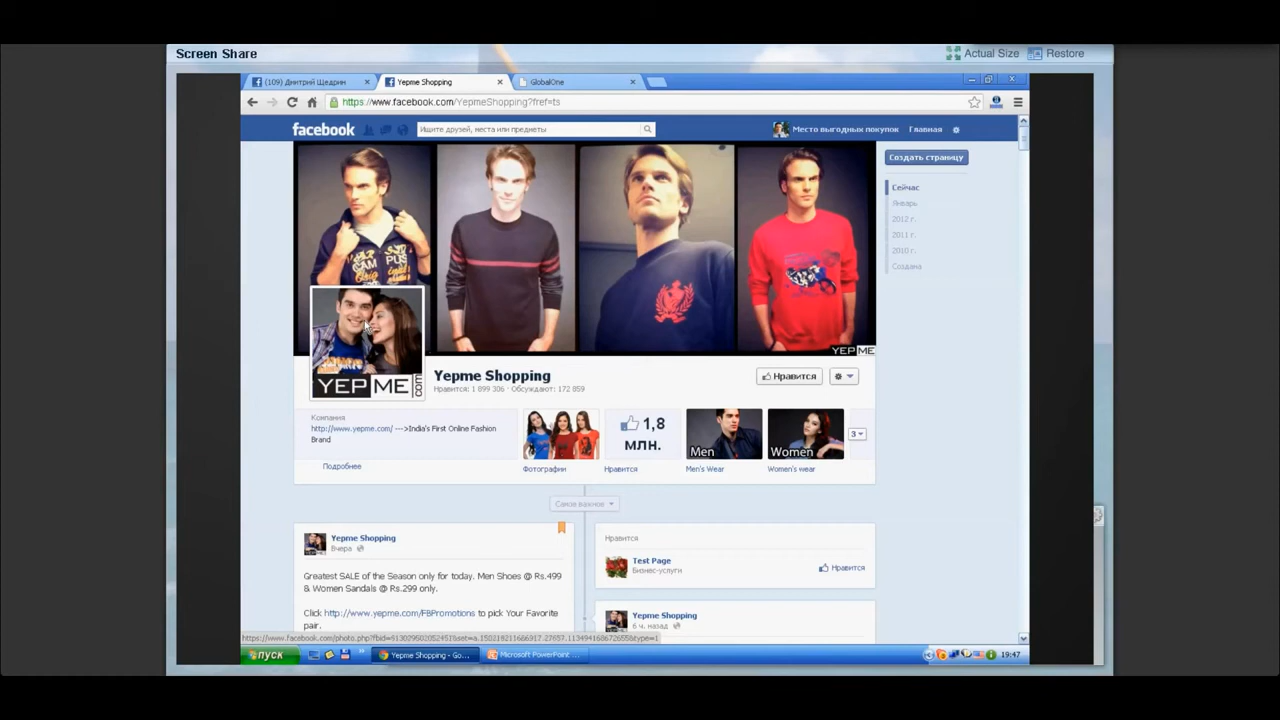 Screen Share
Actual Size
Restore
(109) Дмитрий Щедрин
Yepme Shopping
GlobalOne
https://www.facebook.com/YepmeShopping?fref=ts
facebook
Ищите друзей, места или предметы
Место выгодных покупок
Главная
Создать страницу
Сейчас
Январь
2012 г.
2011 г.
2010 г.
Создана
CAM PUS
YEPME
YEPME.com
Yepme Shopping
Нравится: 1 899 306 · Обсуждают: 172 859
Нравится
Компания
http://www.yepme.com/ --->India's First Online Fashion
Brand
Подробнее
1,8
млн.
Men
Women
3
Фотографии
Нравится
Men's Wear
Women's wear
Самое важное
Yepme Shopping
Вчера
Greatest SALE of the Season only for today. Men Shoes @ Rs.499
& Women Sandals @ Rs.299 only.
Click http://www.yepme.com/FBPromotions to pick Your Favorite
pair.
Нравится
Test Page
Бизнес-услуги
Нравится
Yepme Shopping
6 ч. назад
пуск
Yepme Shopping - Go...
Microsoft PowerPoint ...
19:47